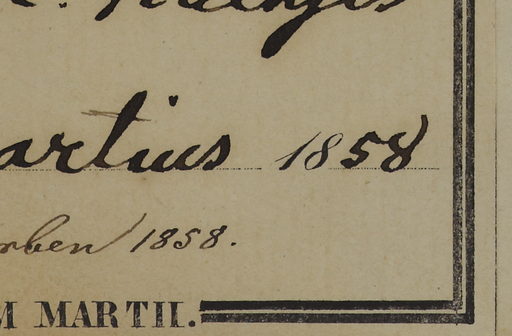 artius 1858
rben 1858.
M MARTII.